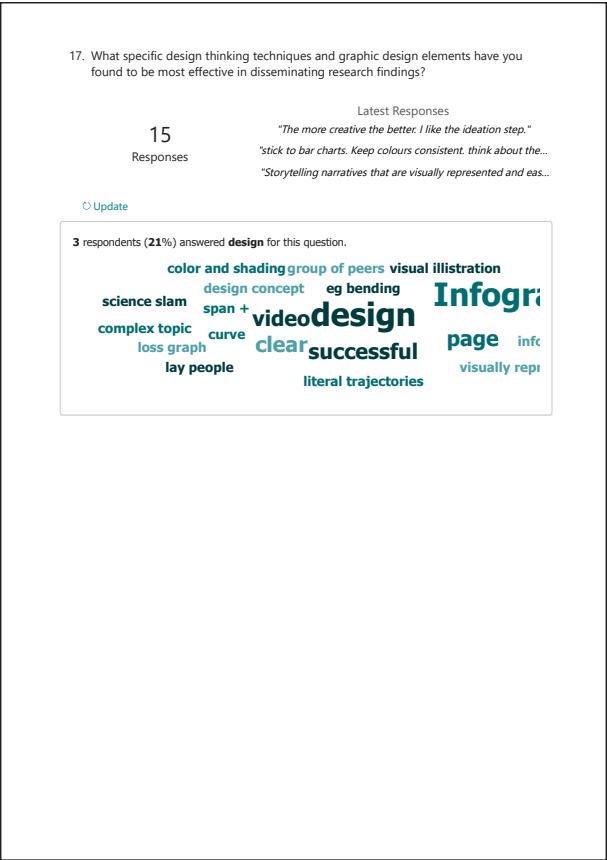 17. What specific design thinking techniques and graphic design elements have you
found to be most effective in disseminating research findings?
Latest Responses
15
Responses
"The more creative the better. I like the ideation step."
"stick to bar charts. Keep colours consistent. think about the...
"Storytelling narratives that are visually represented and eas...
Update
3 respondents (21%) answered design for this question.
color and shading group of peers visual illistration
design concept eg bending Infogra
science slam span + video design
complex topic curve page info
loss graph clear successful
lay people visually repr
literal trajectories